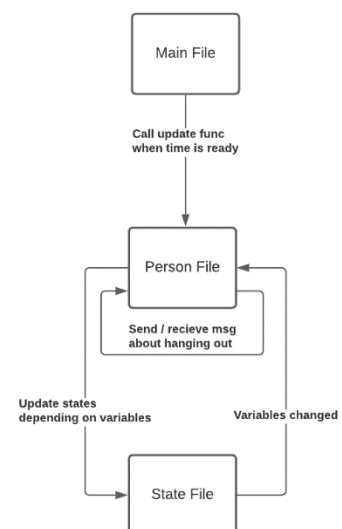 Main File
Call update func
when time is ready
Person File
Send / recieve msg
about hanging out
Update states
depending on variables
Variables changed
State File